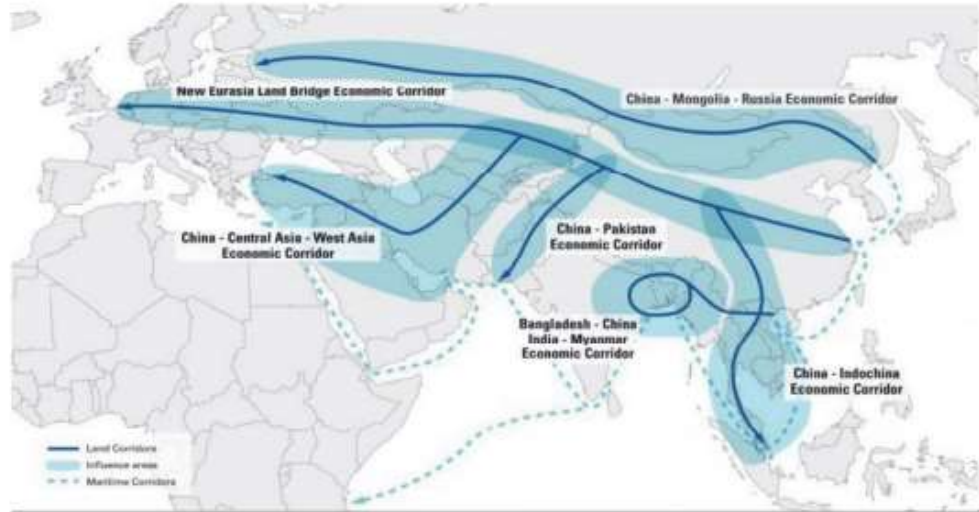 New Eurasia Land Bridge Economic Corridor
China - Mongolia - Russia Economic Corridor
China - Central Asia - West Asia
Economic Corridor
China - Pakistan
Economic Corridor
Bangladesh - China
India - Myanmar
Economic Corridor
China - Indochina
Economic Corridor
Land Corridors
Influence areas
Maritime Corridors